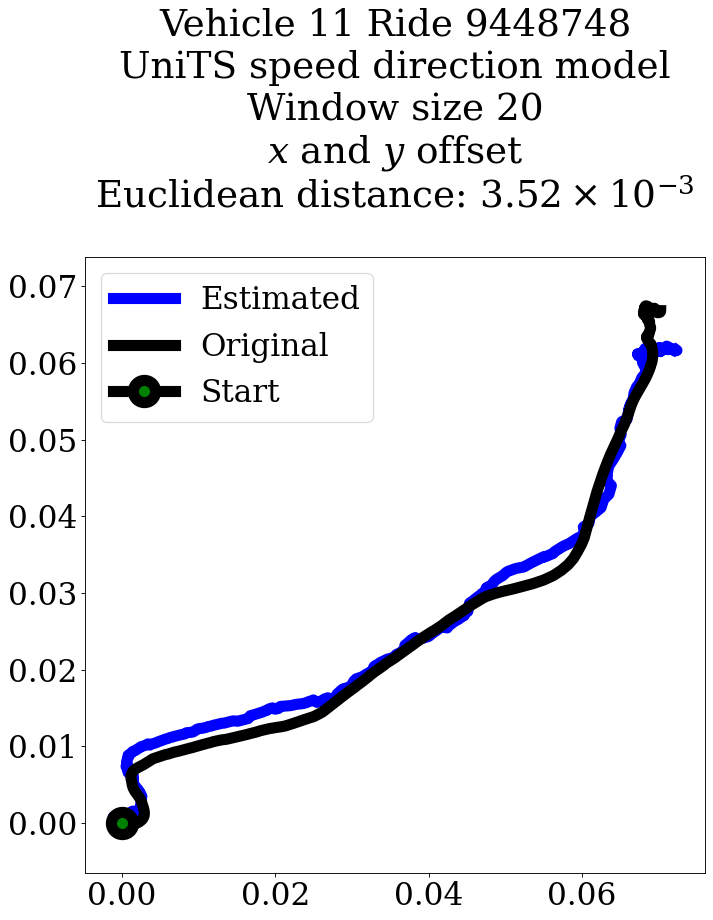 Vehicle 11 Ride 9448748
UniTS speed direction model
Window size 20
x and y offset
Euclidean distance: 3.52 × 10⁻³
Estimated
Original
Start
0.07
0.06
0.05
0.04
0.03
0.02
0.01
0.00
0.00 0.02 0.04 0.06